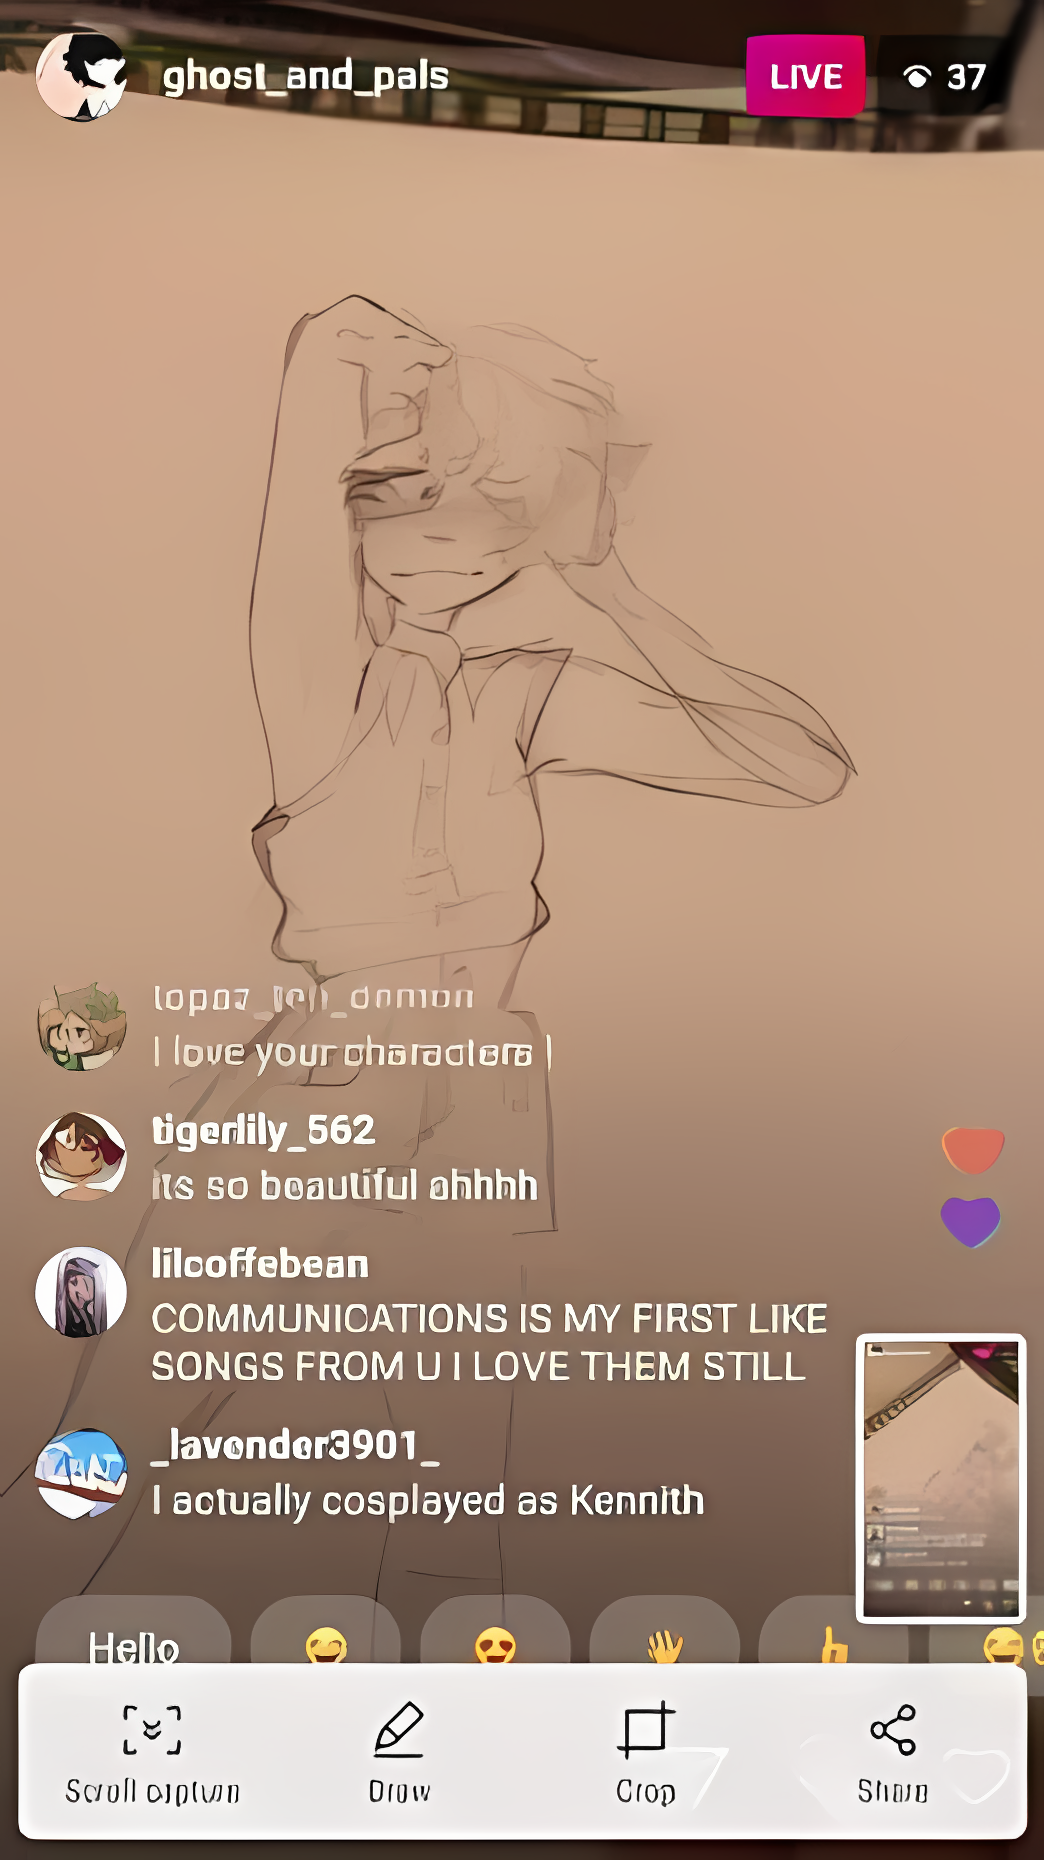 ghost_and_pals
LIVE
37
I love your characters
tigerlily_562
its so beautiful ahhhh
lilcoffebean
COMMUNICATIONS IS MY FIRST LIKE
SONGS FROM U I LOVE THEM STILL
_lavender3901_
I actually cosplayed as Kennith
Hello
Scroll capture
Draw
Crop
Share